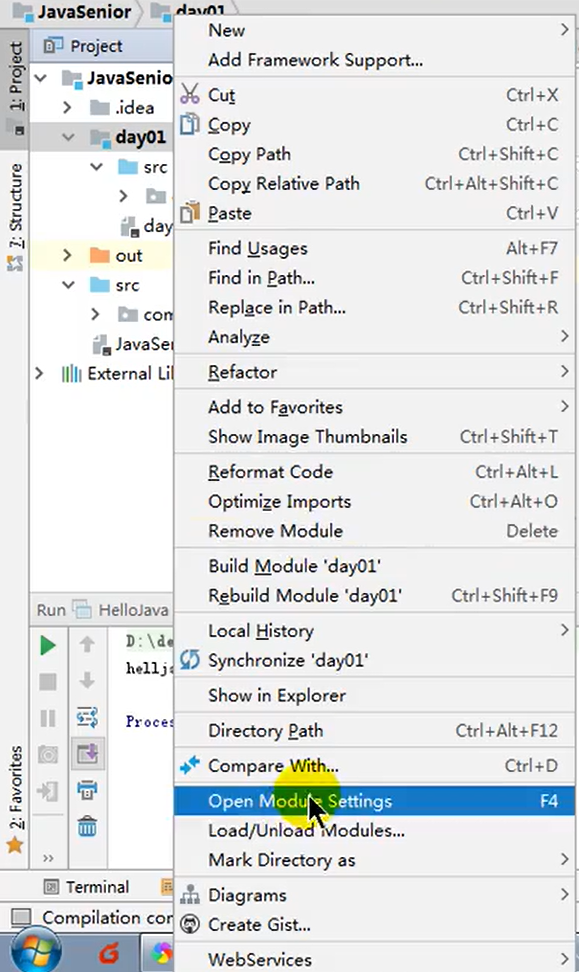 JavaSenior day01
1: Project
Project
JavaSenio
.idea
day01
src
day
out
src
com
JavaSe
External Li
7: Structure
2: Favorites
New
Add Framework Support...
Cut Ctrl+X
Copy Ctrl+C
Copy Path Ctrl+Shift+C
Copy Relative Path Ctrl+Alt+Shift+C
Paste Ctrl+V
Find Usages Alt+F7
Find in Path... Ctrl+Shift+F
Replace in Path... Ctrl+Shift+R
Analyze
Refactor
Add to Favorites
Show Image Thumbnails Ctrl+Shift+T
Reformat Code Ctrl+Alt+L
Optimize Imports Ctrl+Alt+O
Remove Module Delete
Build Module 'day01'
Rebuild Module 'day01' Ctrl+Shift+F9
Local History
Synchronize 'day01'
Show in Explorer
Directory Path Ctrl+Alt+F12
Compare With... Ctrl+D
Open Module Settings F4
Load/Unload Modules...
Mark Directory as
Diagrams
Create Gist...
WebServices
Run HelloJava
D:\de
hellj
Proces
Terminal
Compilation co